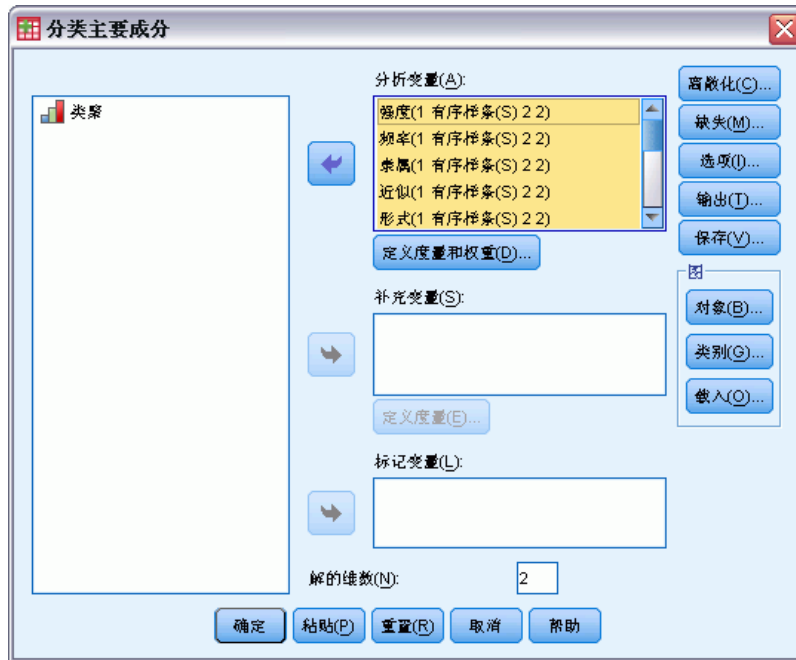 分类主要成分
类聚
分析变量(A):
强度(1 有序样条(S) 2 2)
频率(1 有序样条(S) 2 2)
隶属(1 有序样条(S) 2 2)
近似(1 有序样条(S) 2 2)
形式(1 有序样条(S) 2 2)
定义度量和权重(D)...
补充变量(S):
定义度量(E)...
标记变量(L):
解的维数(N):
2
离散化(C)...
缺失(M)...
选项(I)...
输出(T)...
保存(V)...
图
对象(B)...
类别(G)...
载入(O)...
确定
粘贴(P)
重置(R)
取消
帮助